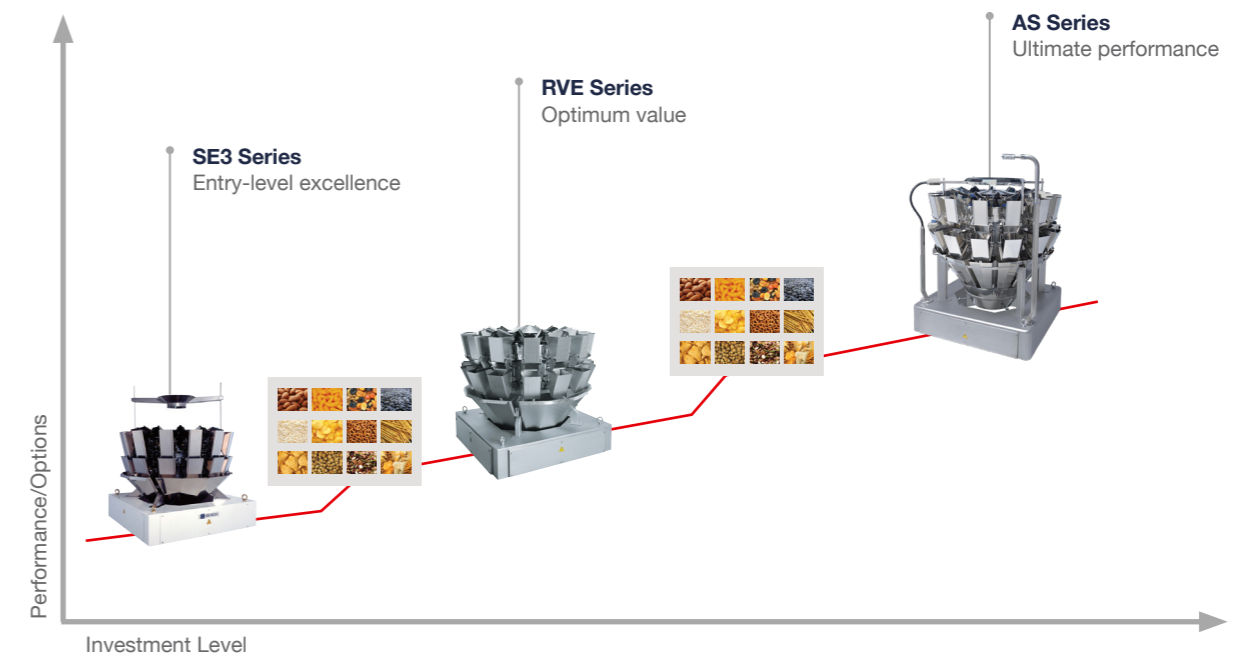 AS Series
Ultimate performance
RVE Series
Optimum value
SE3 Series
Entry-level excellence
Performance/Options
Investment Level